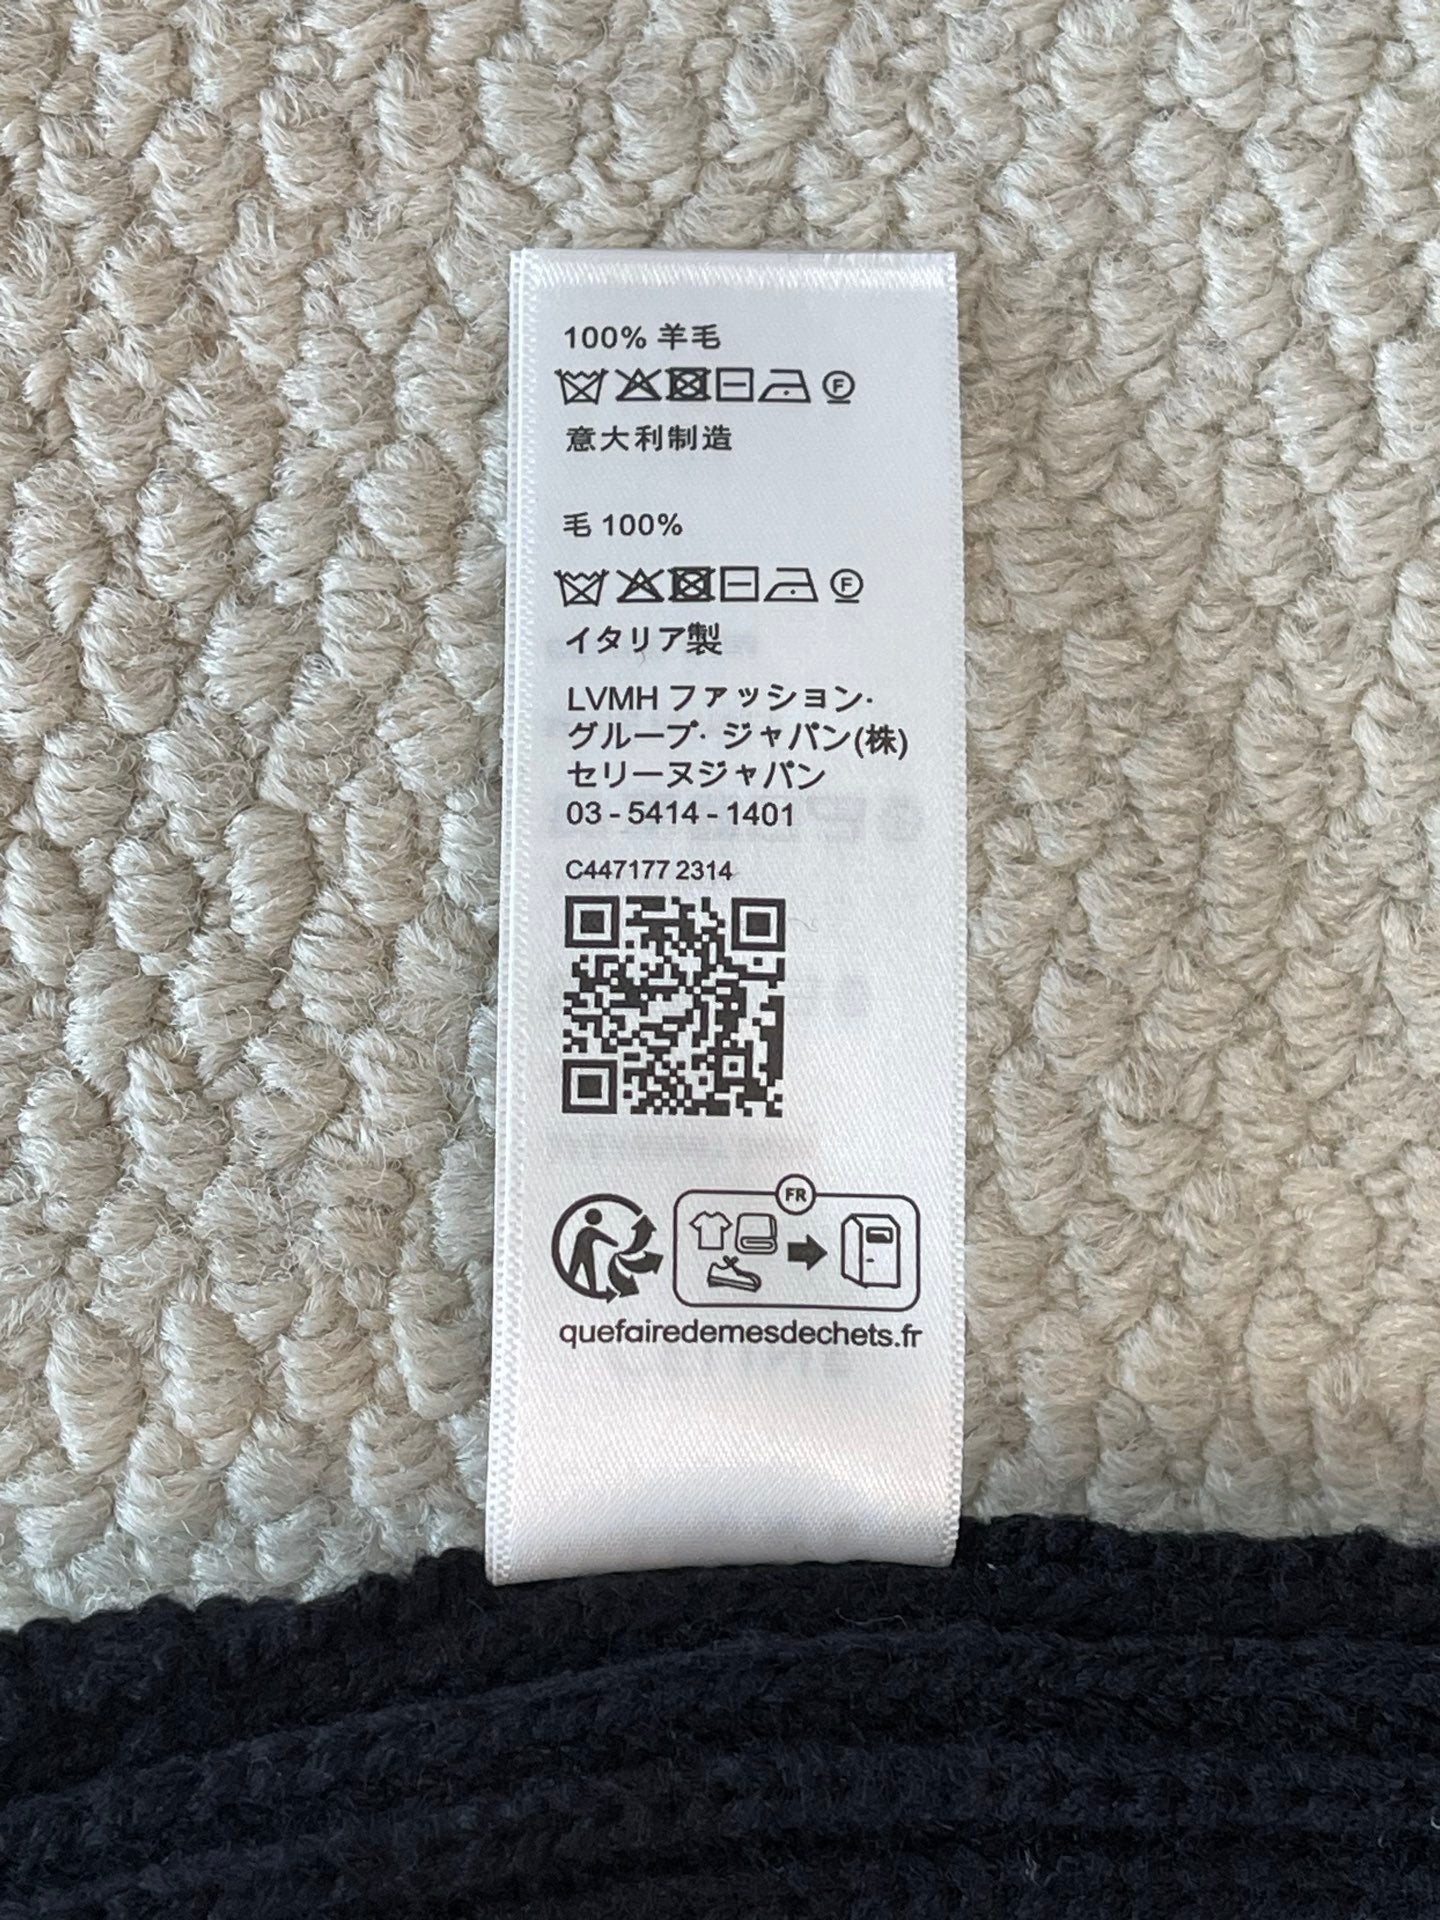 100% 羊毛
F
意大利制造
毛 100%
F
イタリア製
LVMH ファッション·
グループ· ジャパン(株)
セリーヌジャパン
03 - 5414 - 1401
C447177 2314
FR
quefairedemesdechets.fr